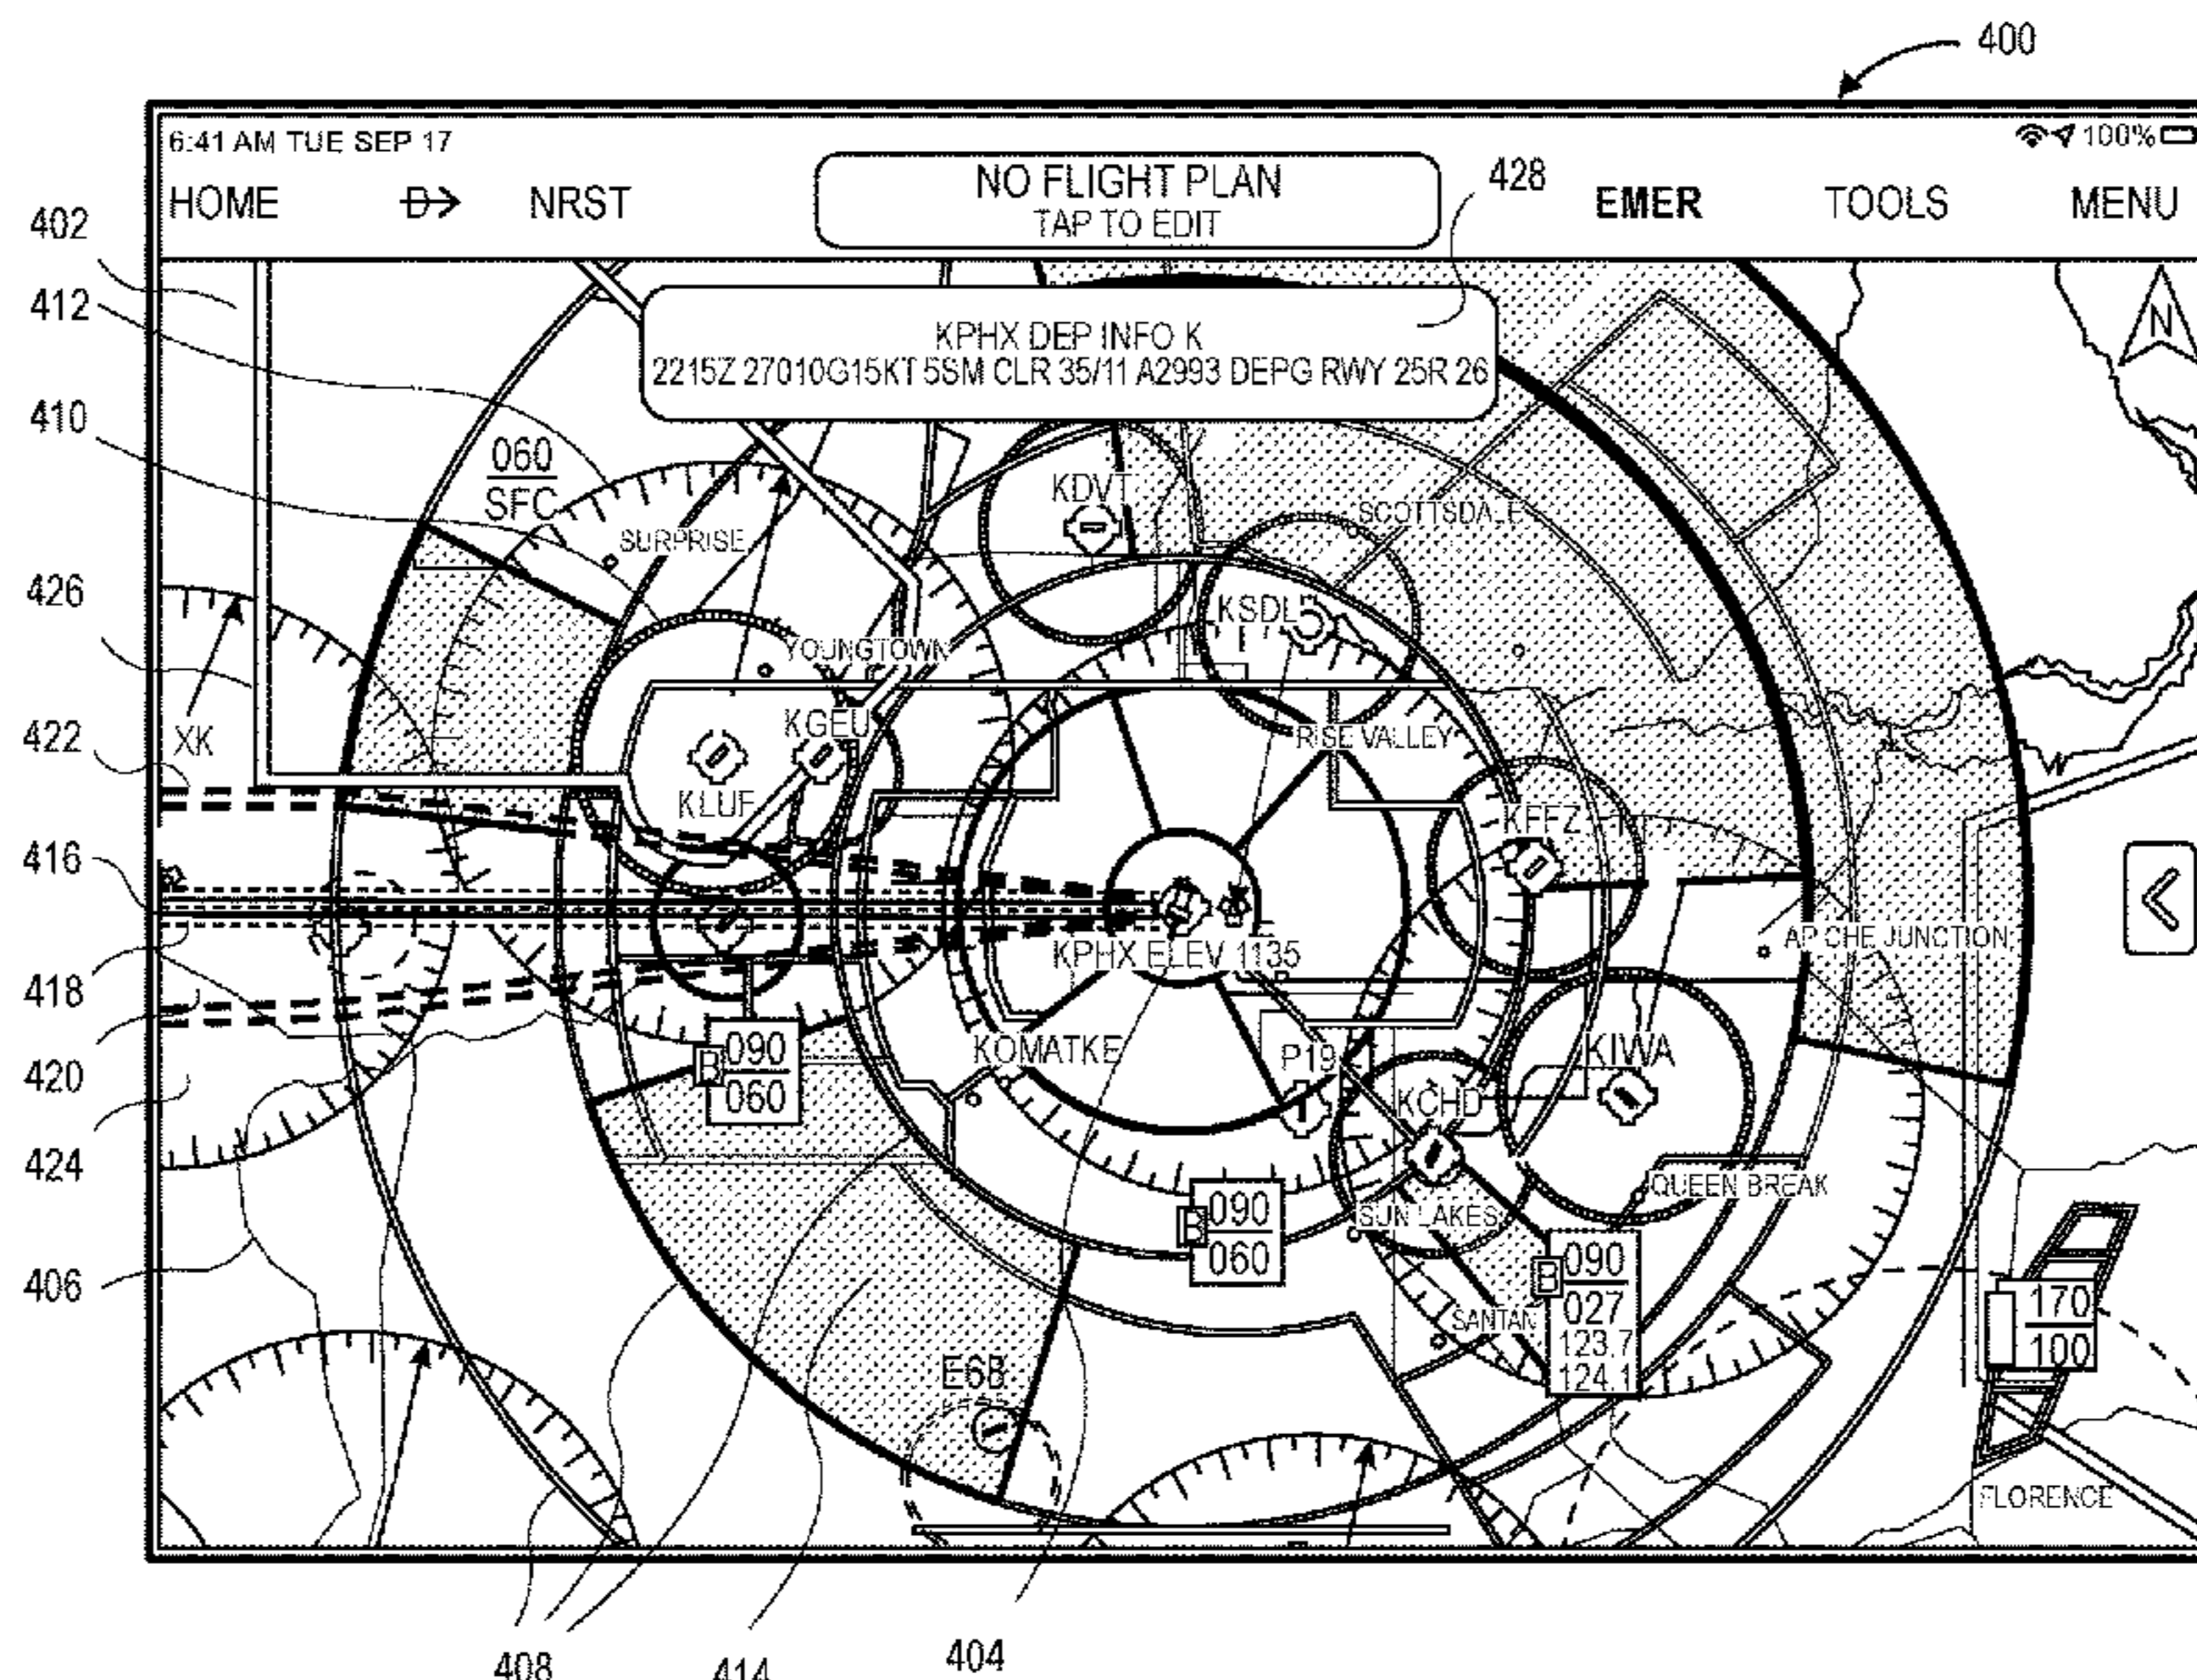 400
6:41 AM TUE SEP 17
100%
HOME
D
NRST
NO FLIGHT PLAN
TAP TO EDIT
428
EMER
TOOLS
MENU
402
412
410
426
422
416
418
420
424
406
N
KPHX DEP INFO K
2215Z 27010G15KT 5SM CLR 35/11 A2993 DEPG RWY 25R 26
060
SFC
SURPRISE
KDVT
SCOTTSDALE
KSDL
YOUNGTOWN
XK
KGEU
RISE VALLEY
KLUF
KFFZ
KPHX ELEV 1135
AP CHE JUNCTION
B
090
060
KOMATKE
P19
KIWA
KCHD
QUEEN BREAK
B
090
060
SUN LAKES
B
090
027
123.7
124.1
SANTAN
170
100
E6B
FLORENCE
408
414
404